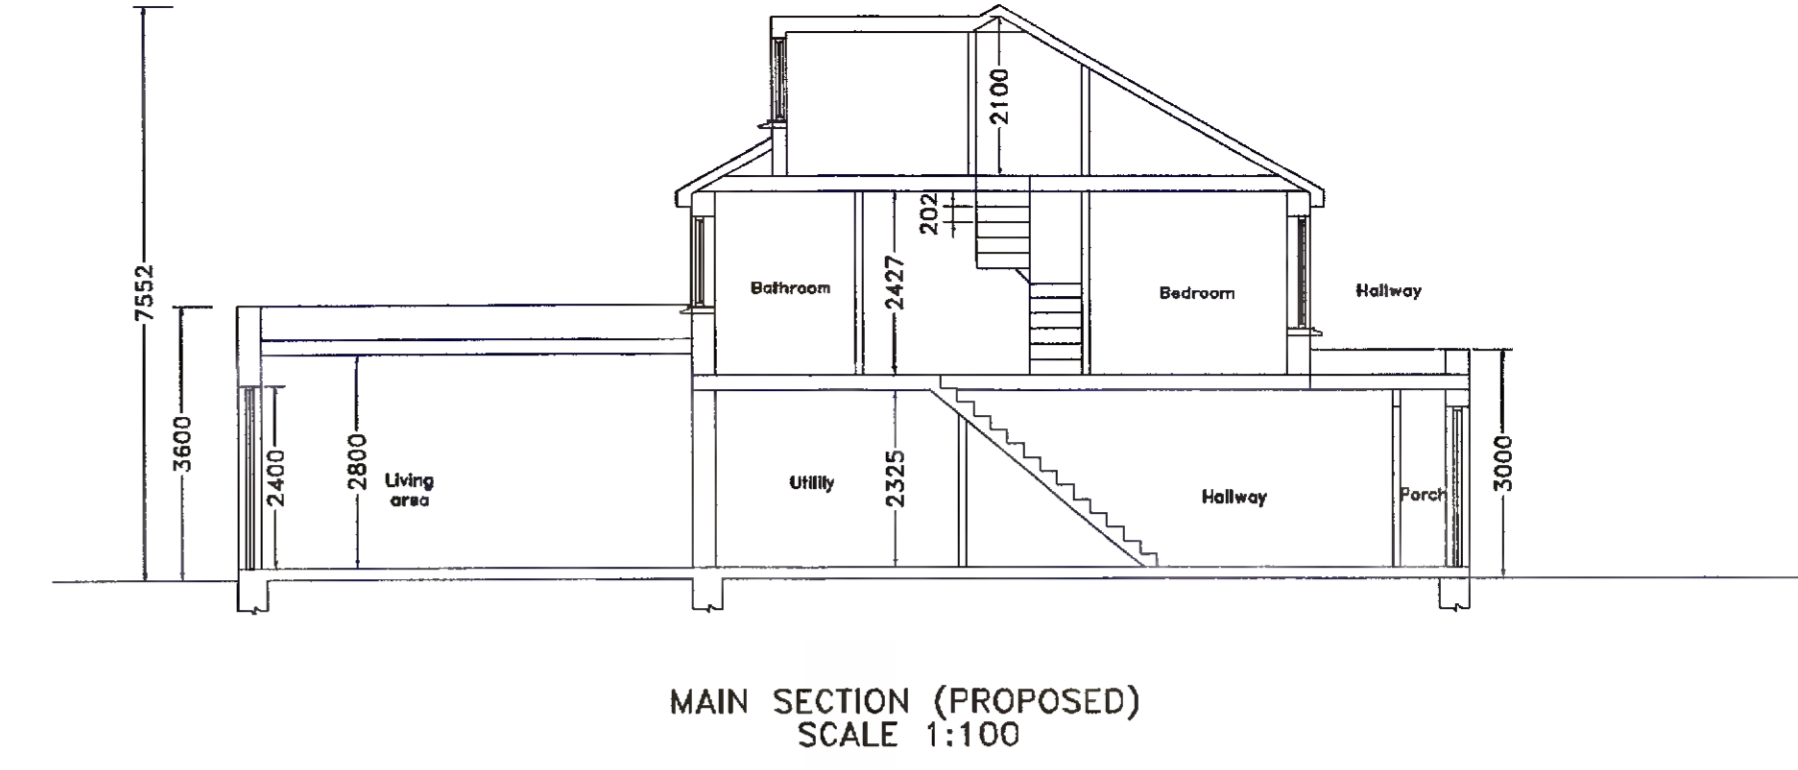 2100
202
7552
2427
Bathroom
Bedroom
Hallway
3600
2400
2800
Living
area
Utility
2325
Hallway
Porch
3000
MAIN SECTION (PROPOSED)
SCALE 1:100